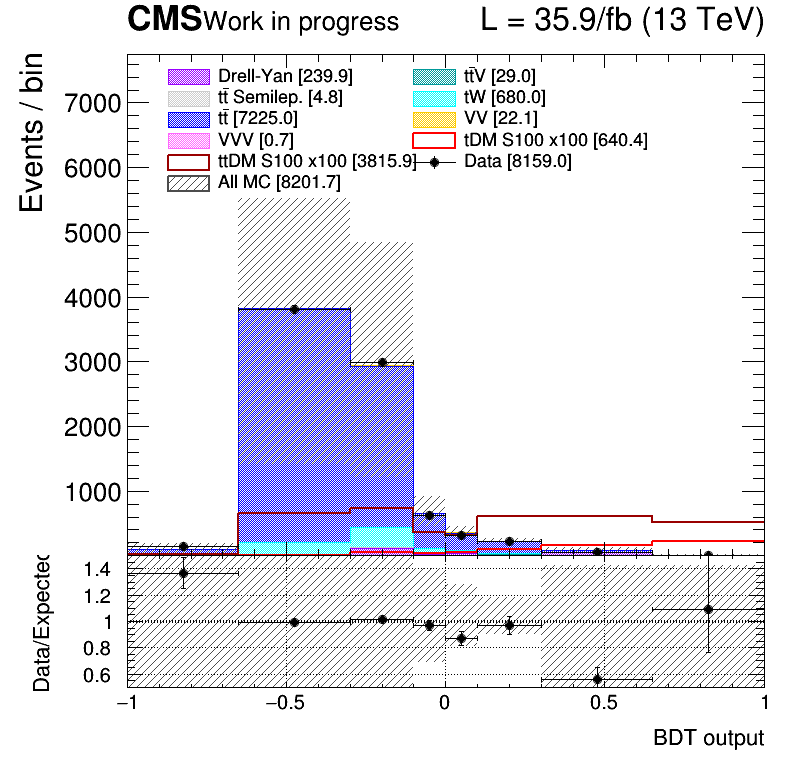 CMS Work in progress L = 35.9/fb (13 TeV)
Events / bin
Drell-Yan [239.9] tt̄V [29.0]
tt̄ Semilep. [4.8] tW [680.0]
tt̄ [7225.0] VV [22.1]
VVV [0.7] tDM S100 x100 [640.4]
ttDM S100 x100 [3815.9] Data [8159.0]
All MC [8201.7]
7000
6000
5000
4000
3000
2000
1000
Data/Expected
1.4
1.2
1
0.8
0.6
−1 −0.5 0 0.5 1
BDT output